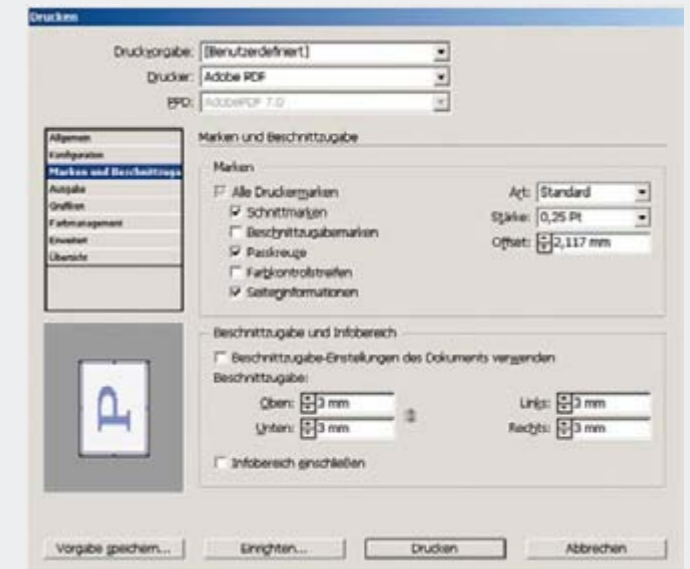 Drucken
Druckvorgabe: [Benutzerdefiniert]
Drucker: Adobe PDF
PPD: AdobePDF 7.0
Allgemein
Konfiguration
Marken und Beschnittzuga
Ausgabe
Grafiken
Farbmanagement
Erweitert
Übersicht
Marken und Beschnittzugabe
Marken
Alle Druckermarken
Schnittmarken
Beschnittzugabemarken
Passkreuze
Farbkontrollstreifen
Seiteninformationen
Art: Standard
Stärke: 0,25 Pt
Offset: 2,117 mm
P
Beschnittzugabe und Infobereich
Beschnittzugabe-Einstellungen des Dokuments verwenden
Beschnittzugabe:
Oben: 3 mm Links: 3 mm
Unten: 3 mm Rechts: 3 mm
Infobereich einschließen
Vorgabe speichern... Einrichten... Drucken Abbrechen